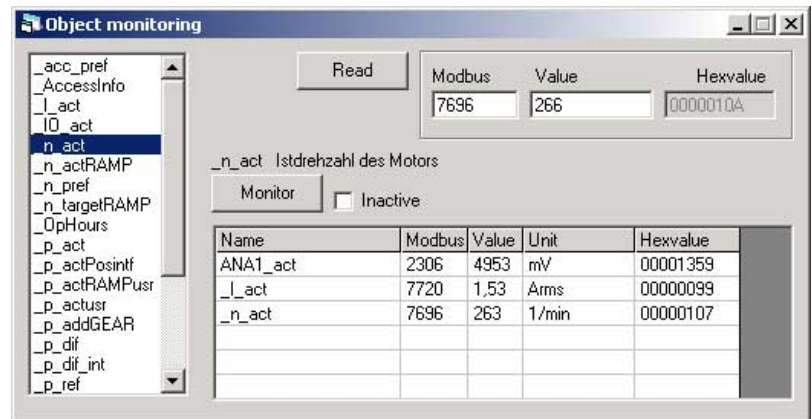 Object monitoring
_acc_pref
_AccessInfo
_I_act
_IO_act
_n_act
_n_actRAMP
_n_pref
_n_targetRAMP
_OpHours
_p_act
_p_actPosintf
_p_actRAMPusr
_p_actusr
_p_addGEAR
_p_dif
_p_dif_int
_p_ref
Read
Modbus Value Hexvalue
7696 266 0000010A
_n_act Istdrehzahl des Motors
Monitor Inactive
Name Modbus Value Unit Hexvalue
ANA1_act 2306 4953 mV 00001359
_I_act 7720 1,53 Arms 00000099
_n_act 7696 263 1/min 00000107